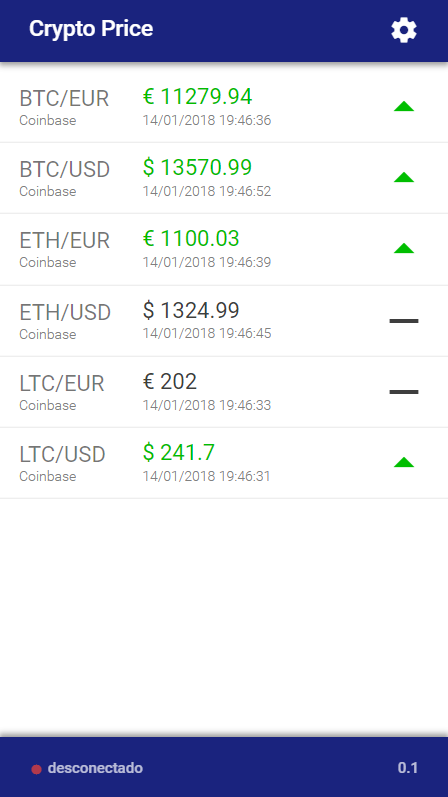 Crypto Price
BTC/EUR € 11279.94
Coinbase 14/01/2018 19:46:36
BTC/USD $ 13570.99
Coinbase 14/01/2018 19:46:52
ETH/EUR € 1100.03
Coinbase 14/01/2018 19:46:39
ETH/USD $ 1324.99
Coinbase 14/01/2018 19:46:45
LTC/EUR € 202
Coinbase 14/01/2018 19:46:33
LTC/USD $ 241.7
Coinbase 14/01/2018 19:46:31
desconectado 0.1